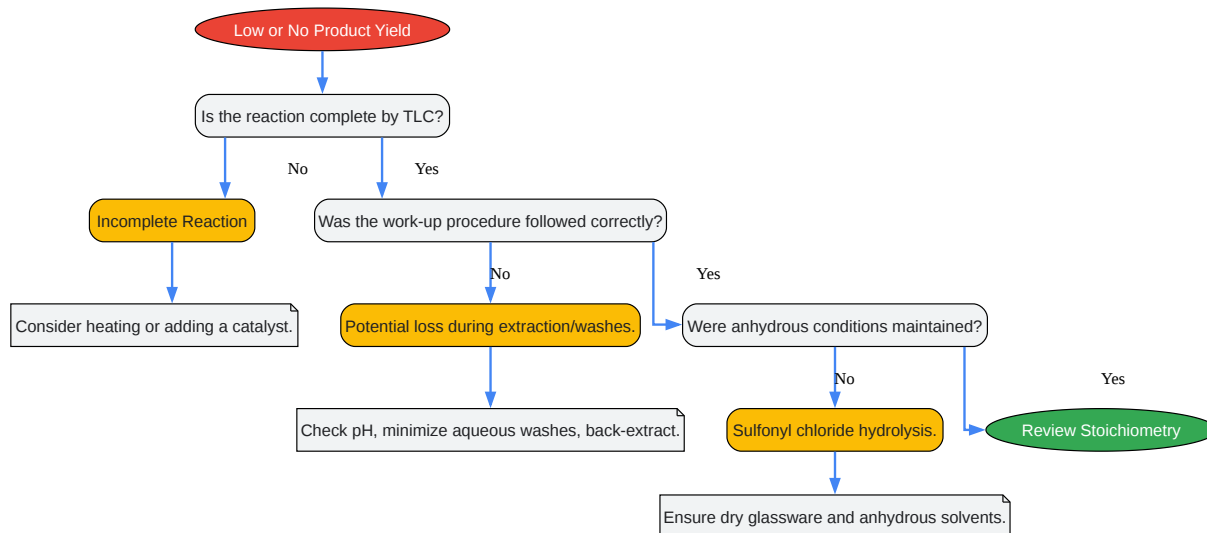 Low or No Product Yield
Is the reaction complete by TLC?
No
Yes
Incomplete Reaction
Was the work-up procedure followed correctly?
No
Yes
Consider heating or adding a catalyst.
Potential loss during extraction/washes.
Were anhydrous conditions maintained?
No
Yes
Check pH, minimize aqueous washes, back-extract.
Sulfonyl chloride hydrolysis.
Review Stoichiometry
Ensure dry glassware and anhydrous solvents.